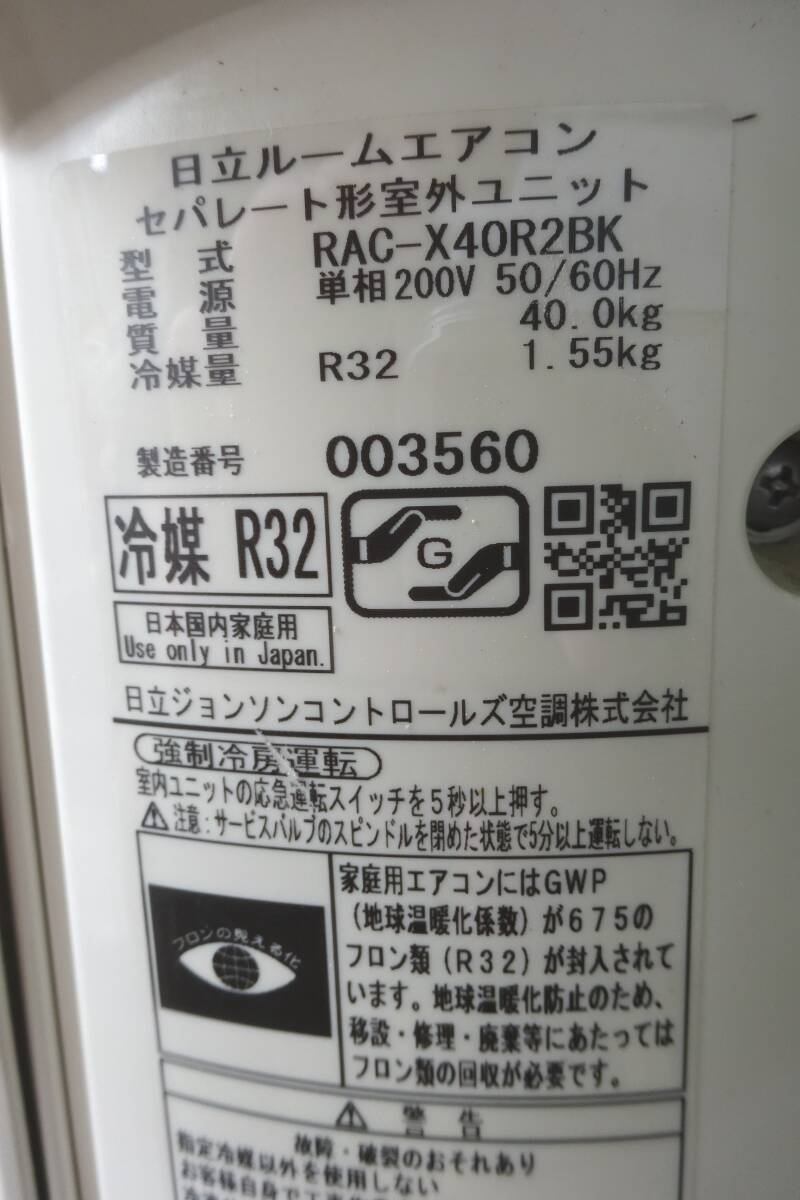 日立ルームエアコン
セパレート形室外ユニット
型式 RAC-X40R2BK
電源 単相200V 50/60Hz
質量 40.0kg
冷媒量 R32 1.55kg
製造番号 003560
冷媒 R32
G
日本国内家庭用
Use only in Japan.
日立ジョンソンコントロールズ空調株式会社
強制冷房運転
室内ユニットの応急運転スイッチを5秒以上押す。
注意:サービスバルブのスピンドルを閉めた状態で5分以上運転しない。
フロンの見える化
家庭用エアコンにはGWP
(地球温暖化係数)が675の
フロン類(R32)が封入されて
います。地球温暖化防止のため、
移設・修理・廃棄等にあたっては
フロン類の回収が必要です。
警告
故障・破裂のおそれあり
指定冷媒以外を使用しない
お客様自身で工事